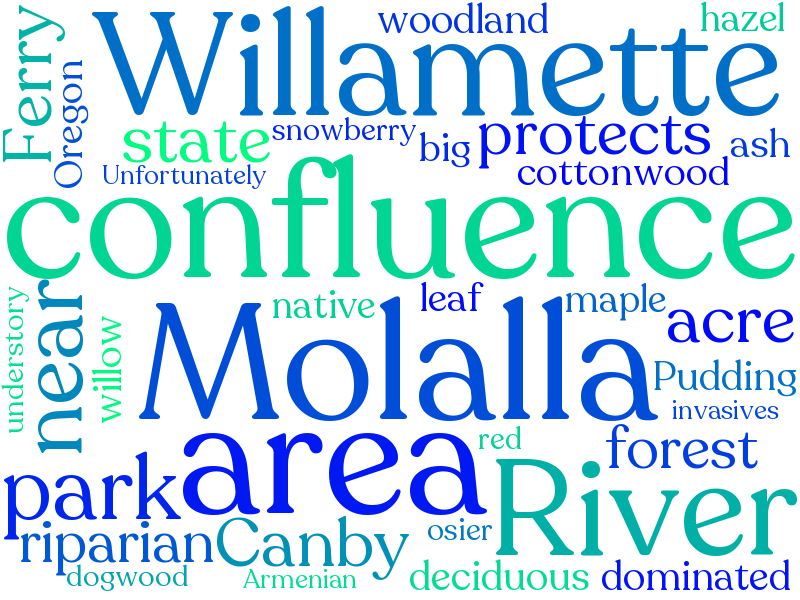 Willamette
woodland
hazel
Ferry
Oregon
state
snowberry
big
protects
ash
Unfortunately
cottonwood
confluence
understory
near
willow
native
leaf
maple
acre
Molalla
Pudding
invasives
area
red
forest
park
River
riparian
Canby
osier
dogwood
Armenian
deciduous
dominated